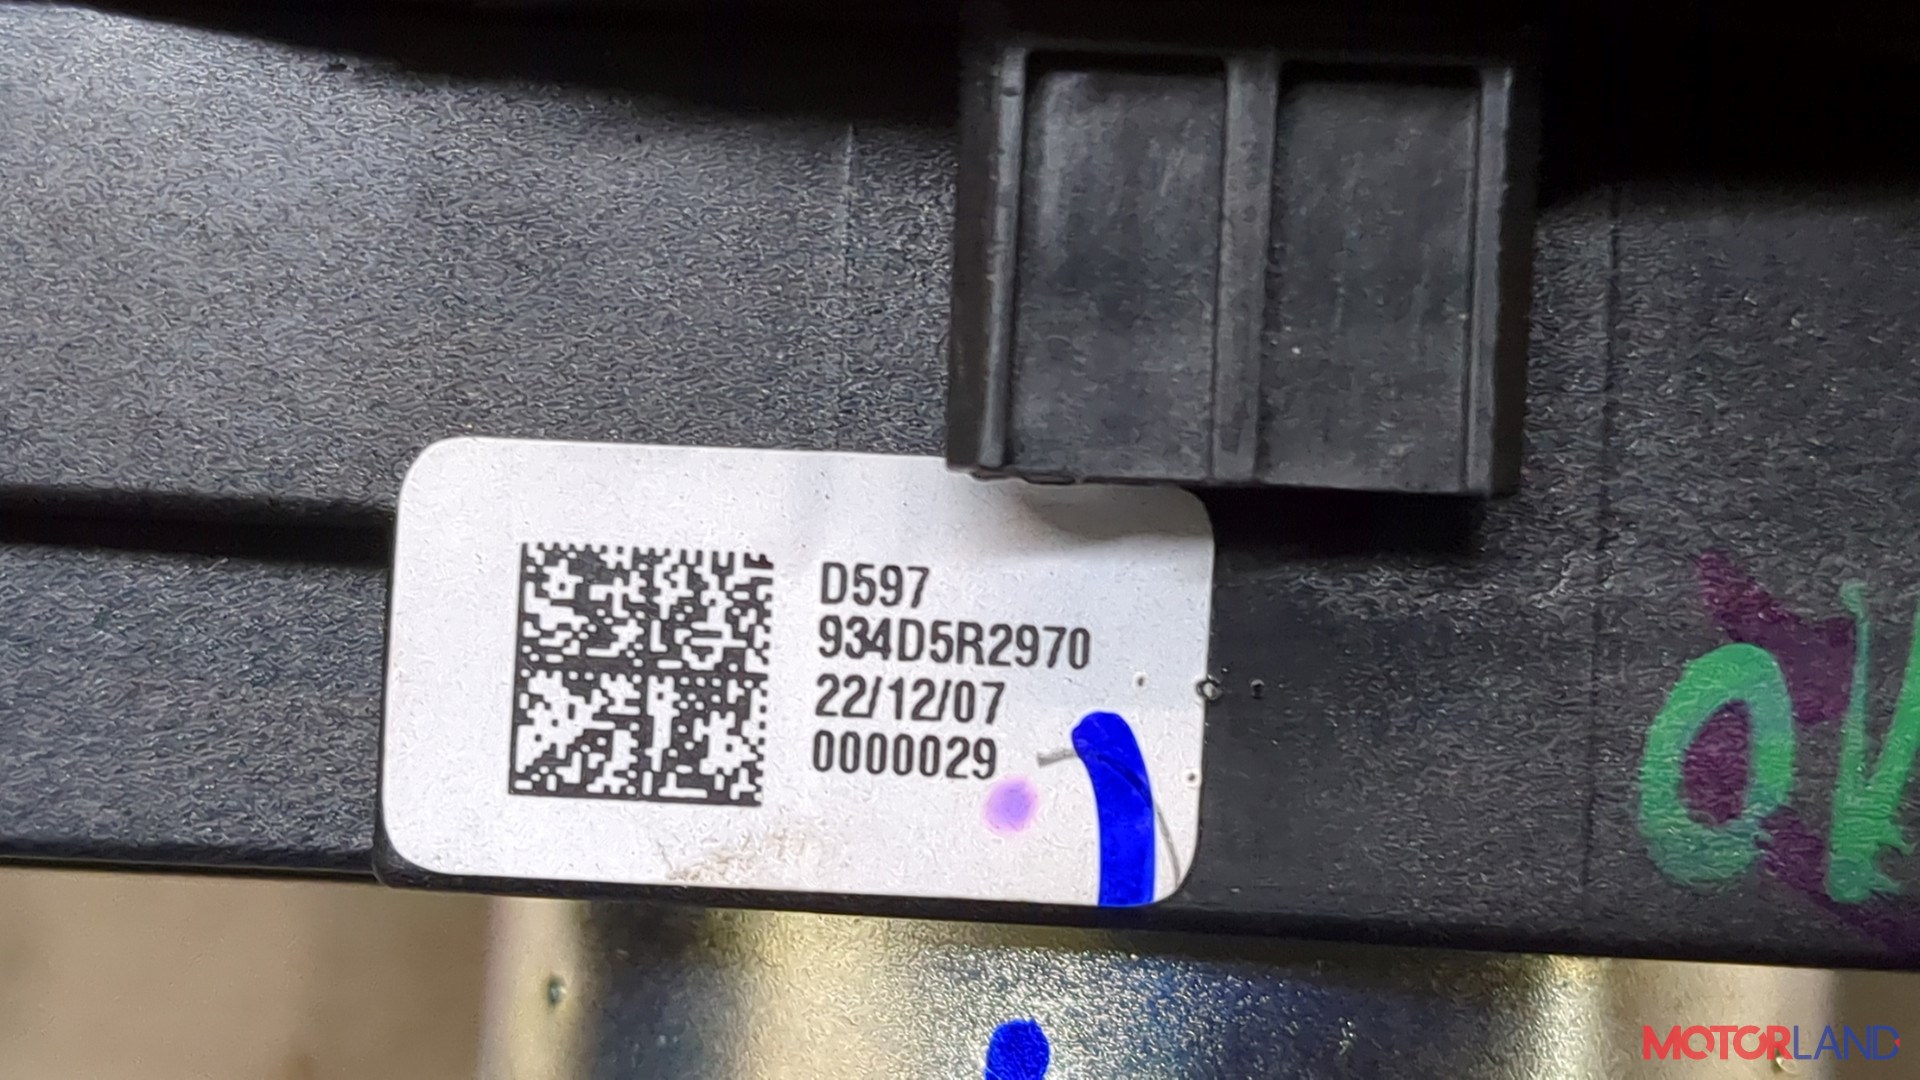 D597
934D5R2970
22/12/07
0000029
MOTORLAND